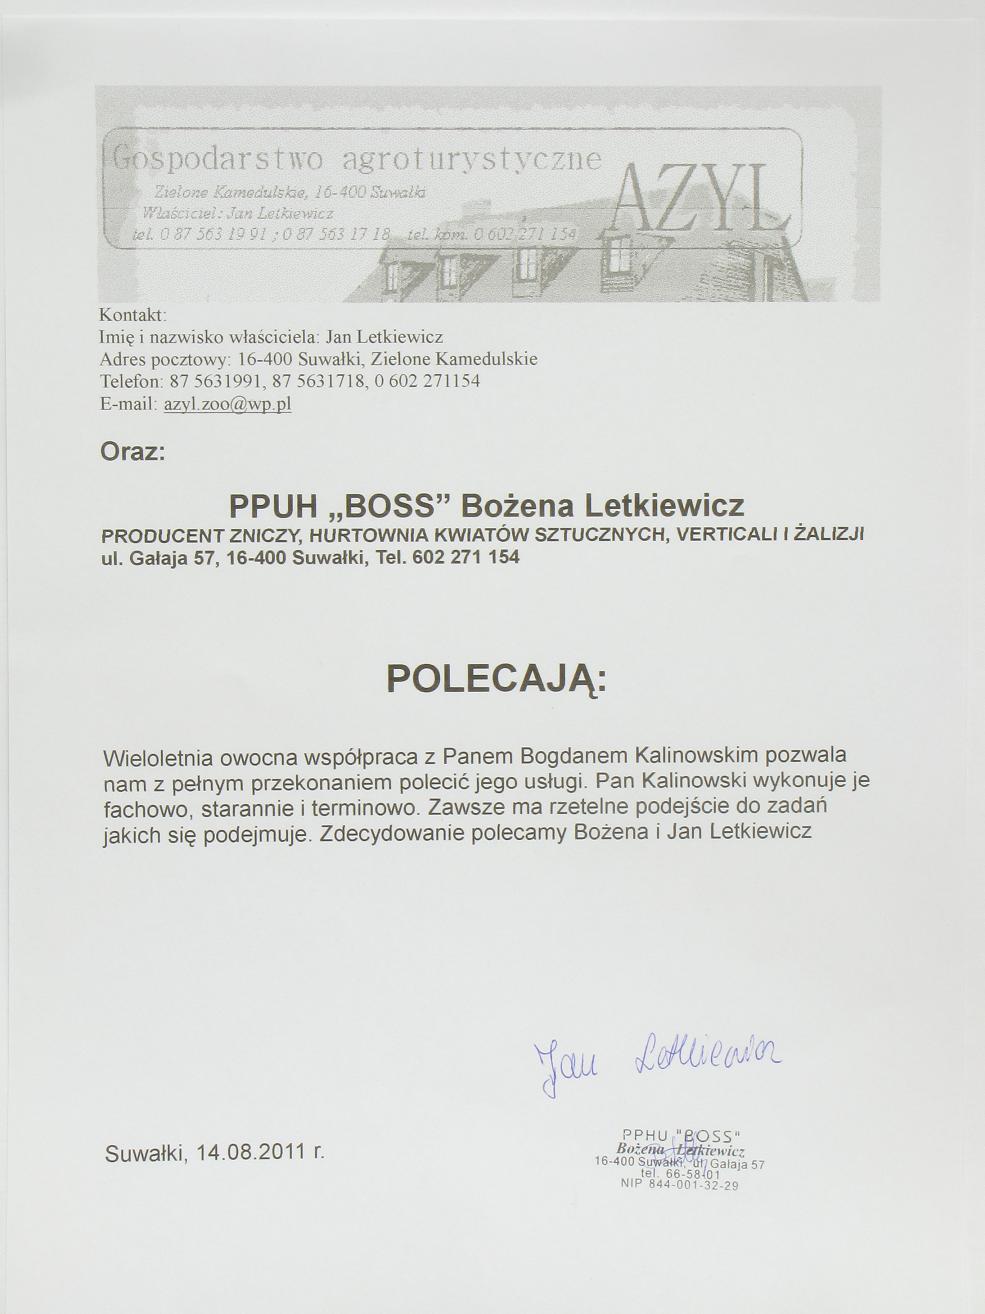 Gospodarstwo agroturystyczne
AZYL
Zielone Kamedulskie, 16-400 Suwałki
Właściciel: Jan Letkiewicz
tel. 0 87 563 19 91 ; 0 87 563 17 18 tel. kom. 0 602 271 154
Kontakt:
Imię i nazwisko właściciela: Jan Letkiewicz
Adres pocztowy: 16-400 Suwałki, Zielone Kamedulskie
Telefon: 87 5631991, 87 5631718, 0 602 271154
E-mail: azyl.zoo@wp.pl
Oraz:
PPUH „BOSS” Bożena Letkiewicz
PRODUCENT ZNICZY, HURTOWNIA KWIATÓW SZTUCZNYCH, VERTICALI I ŻALIZJI
ul. Gałaja 57, 16-400 Suwałki, Tel. 602 271 154
POLECAJĄ:
Wieloletnia owocna współpraca z Panem Bogdanem Kalinowskim pozwala
nam z pełnym przekonaniem polecić jego usługi. Pan Kalinowski wykonuje je
fachowo, starannie i terminowo. Zawsze ma rzetelne podejście do zadań
jakich się podejmuje. Zdecydowanie polecamy Bożena i Jan Letkiewicz
Jan Letkiewicz
Suwałki, 14.08.2011 r.
PPHU "BOSS"
Bożena Letkiewicz
16-400 Suwałki, ul. Gałaja 57
tel. 66-58-01
NIP 844-001-32-29